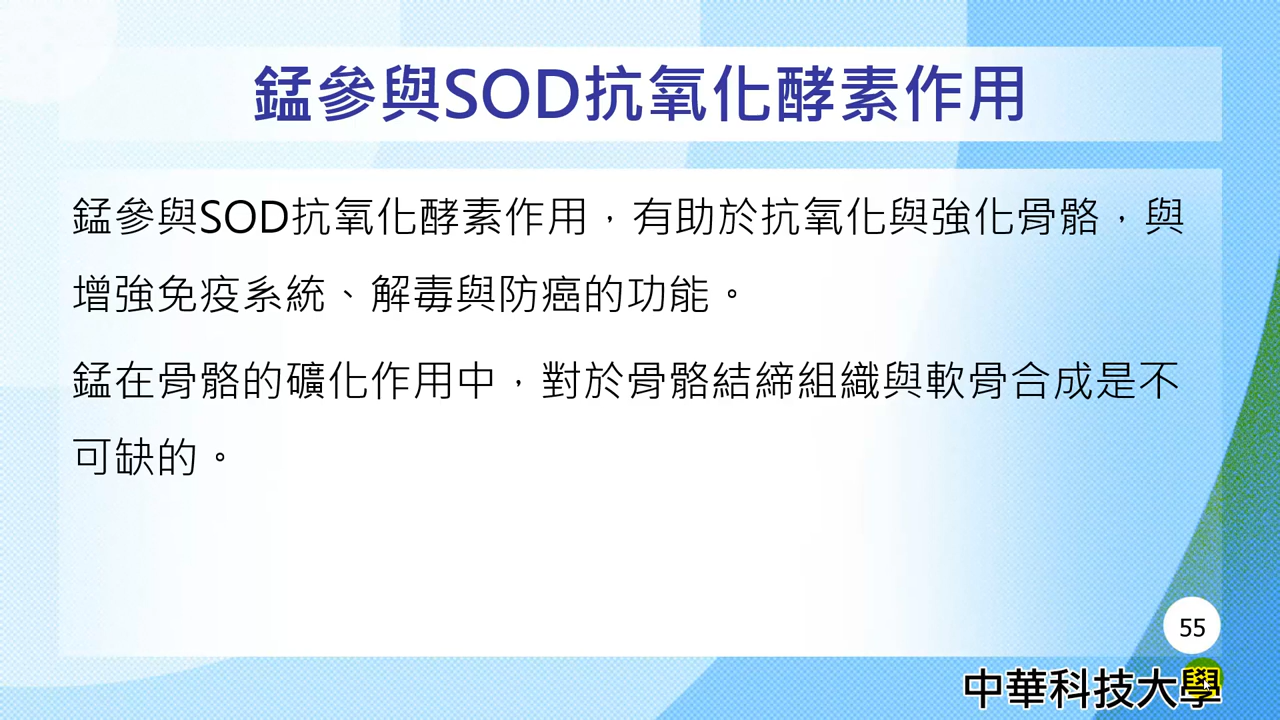 錳參與SOD抗氧化酵素作用
錳參與SOD抗氧化酵素作用，有助於抗氧化與強化骨骼，與
增強免疫系統、解毒與防癌的功能。
錳在骨骼的礦化作用中，對於骨骼結締組織與軟骨合成是不
可缺的。
55
中華科技大學